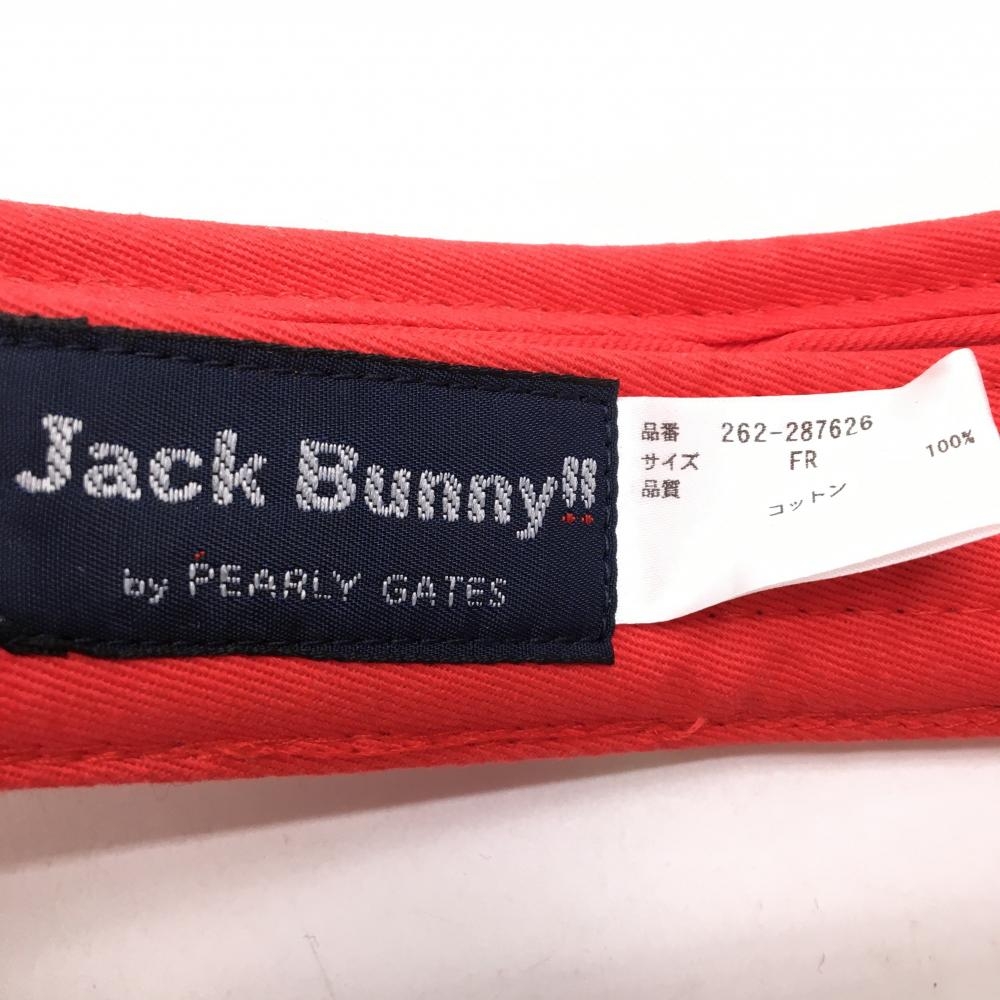 Jack Bunny!!
by PEARLY GATES
品番 262-287626
サイズ FR
品質
コットン 100%